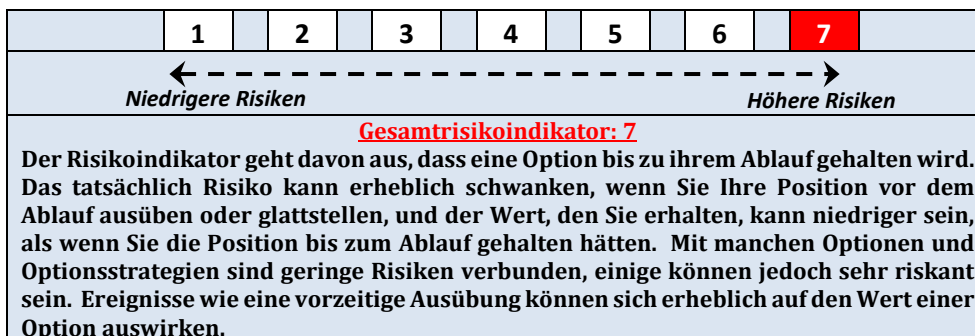 1 2 3 4 5 6 7
Niedrigere Risiken Höhere Risiken
Gesamtrisikoindikator: 7
Der Risikoindikator geht davon aus, dass eine Option bis zu ihrem Ablauf gehalten wird.
Das tatsächlich Risiko kann erheblich schwanken, wenn Sie Ihre Position vor dem
Ablauf ausüben oder glattstellen, und der Wert, den Sie erhalten, kann niedriger sein,
als wenn Sie die Position bis zum Ablauf gehalten hätten. Mit manchen Optionen und
Optionsstrategien sind geringe Risiken verbunden, einige können jedoch sehr riskant
sein. Ereignisse wie eine vorzeitige Ausübung können sich erheblich auf den Wert einer
Option auswirken.